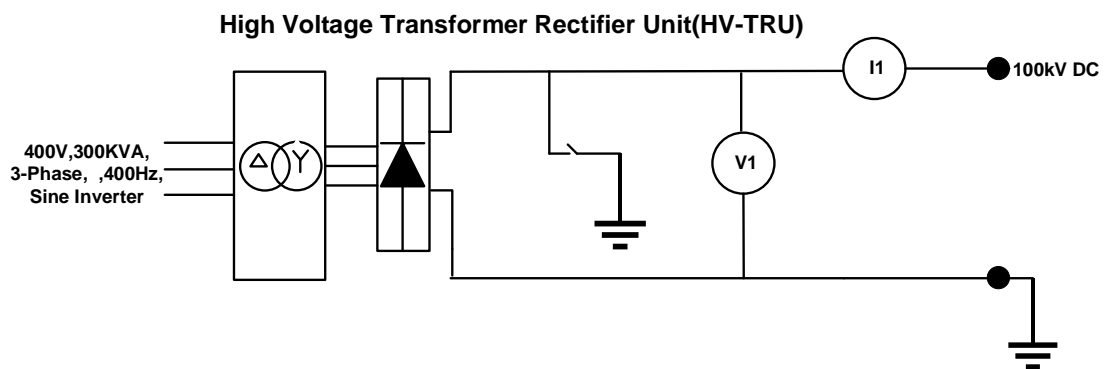 High Voltage Transformer Rectifier Unit(HV-TRU)
I1
100kV DC
400V,300KVA,
3-Phase, ,400Hz,
Sine Inverter
Δ Y
V1